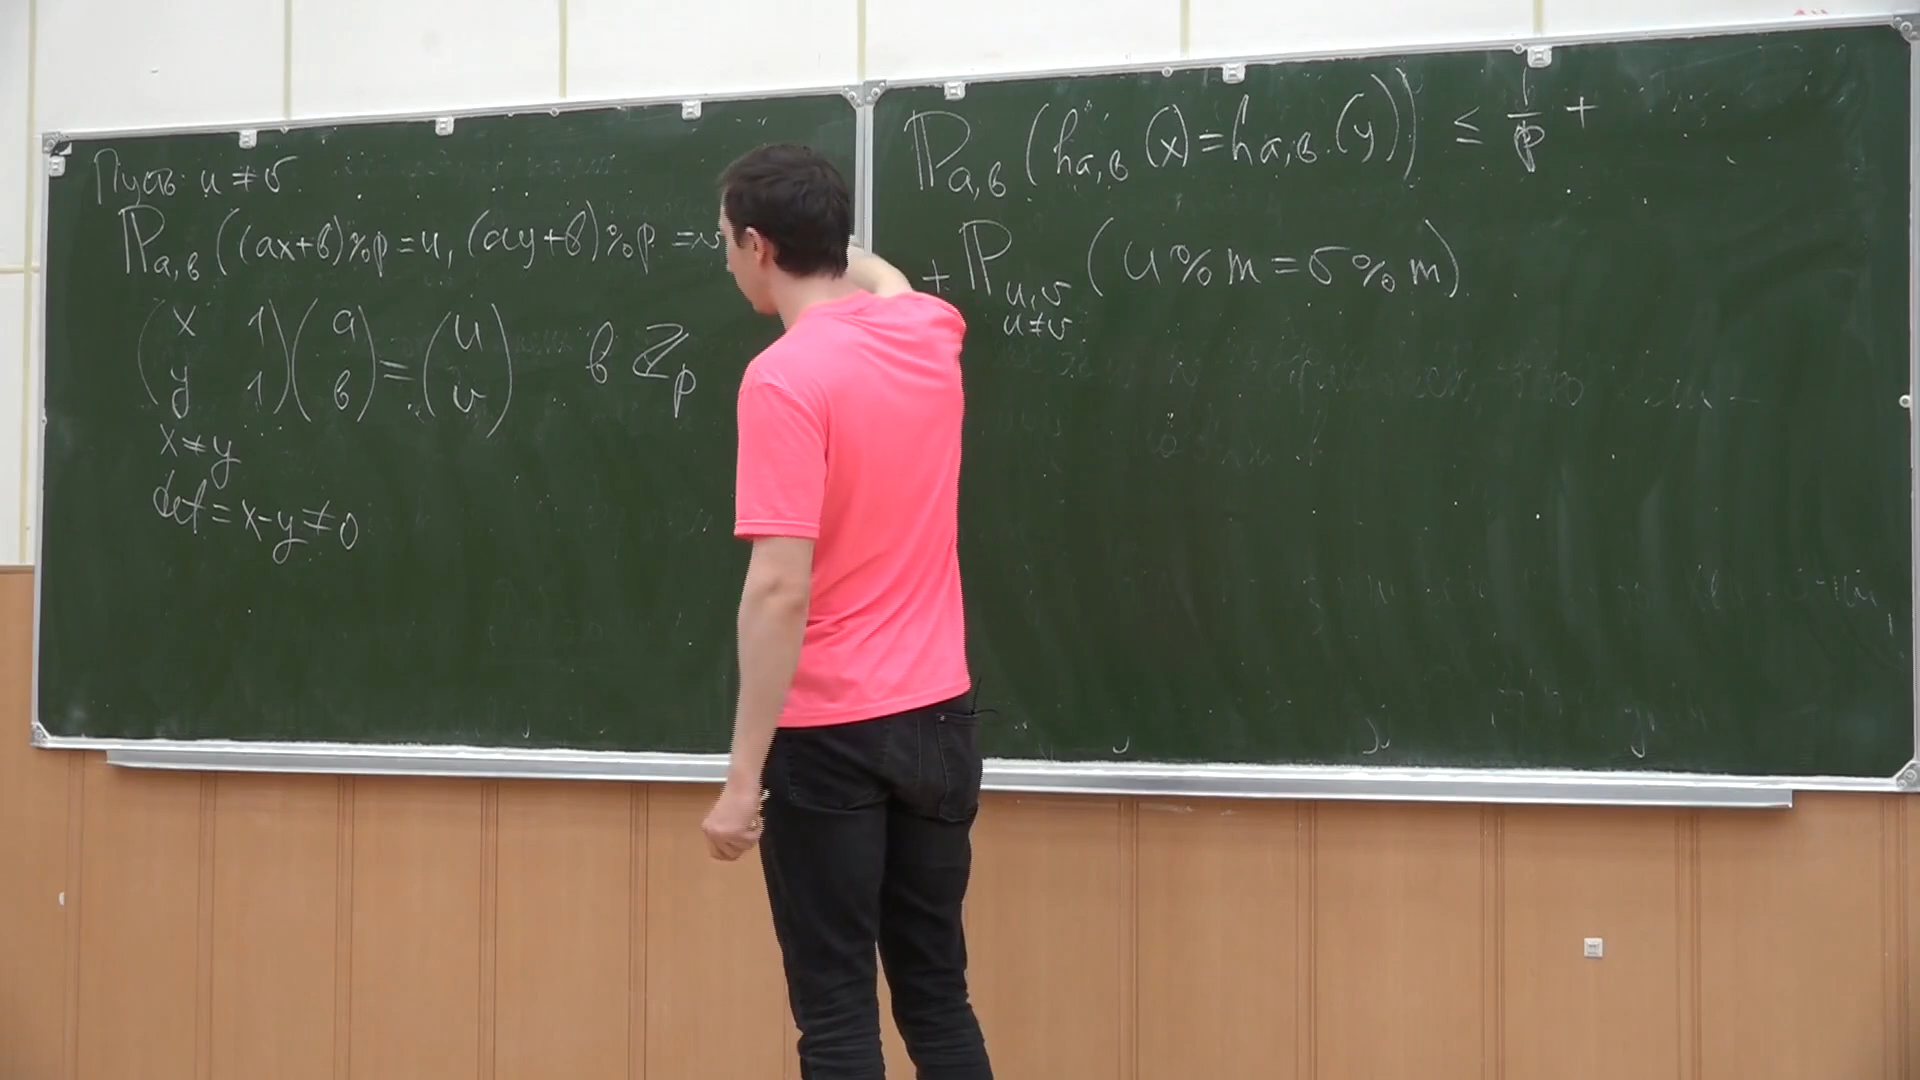 Пусть u ≠ v
ℙ_{a,b}((ax+b)%p = u, (ay+b)%p = v
(x 1; y 1)(a; b) = (u; v) в ℤ_p
x ≠ y
det = x-y ≠ 0
ℙ_{a,b}(h_{a,b}(x) = h_{a,b}(y)) ≤ 1/p +
+ ℙ_{u,v u≠v}(u%m = v%m)